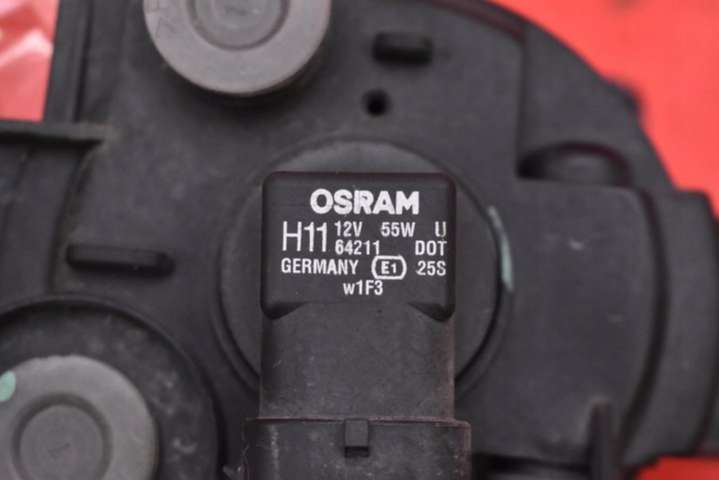 OSRAM
H11 12V 55W U
64211 DOT
GERMANY E1 25S
w1F3